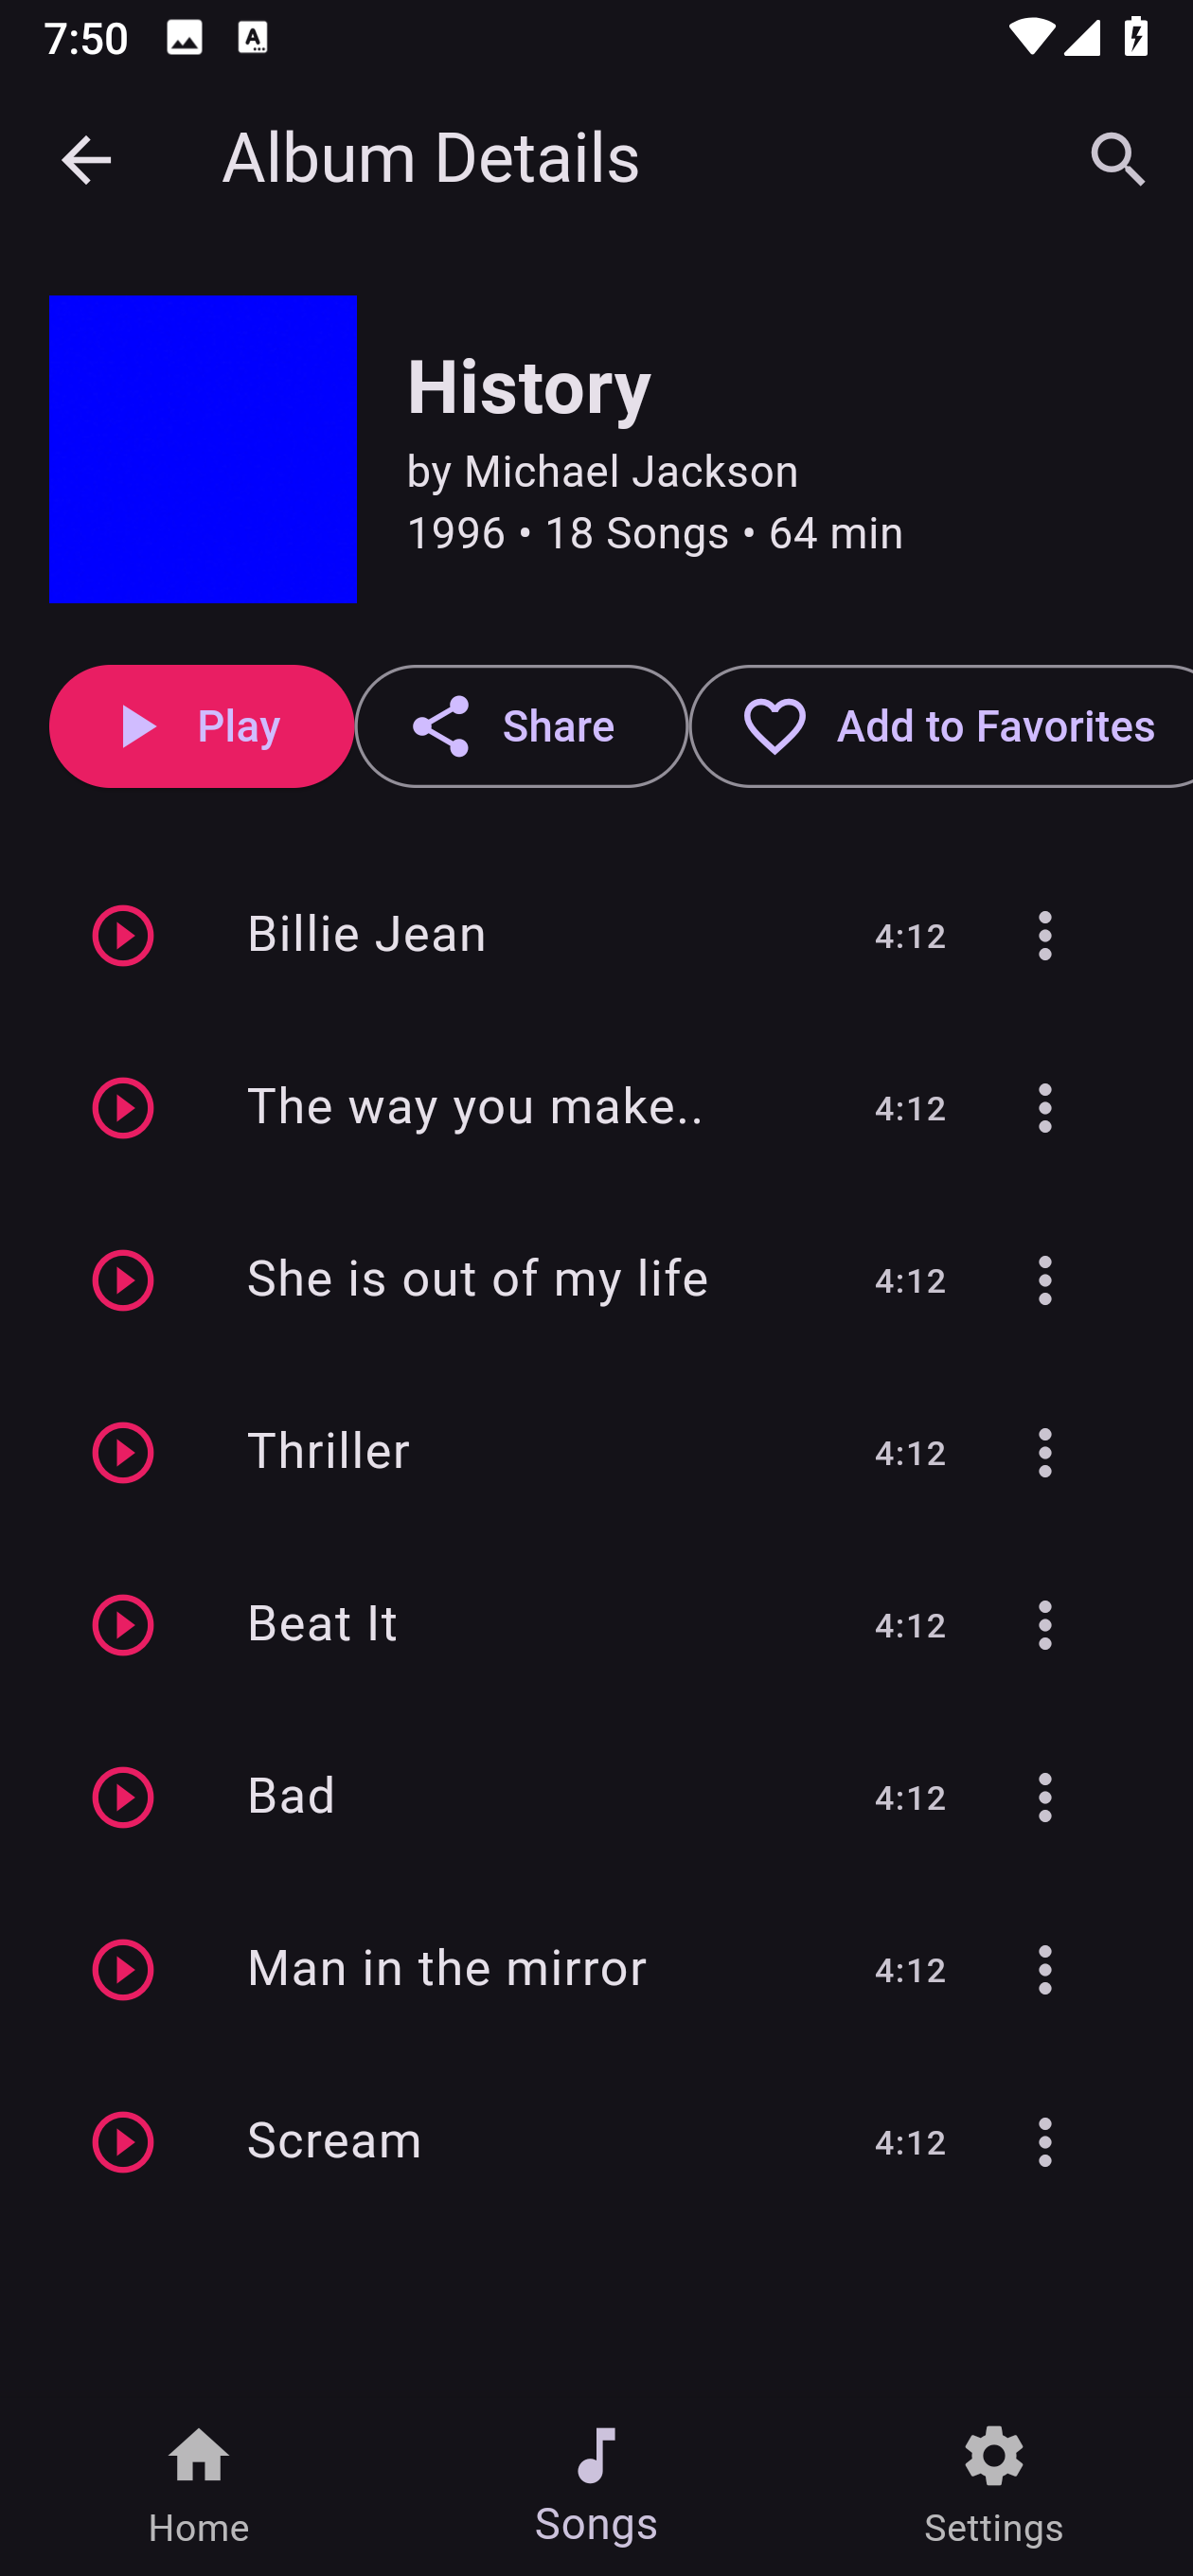 7:50
Album Details
History
by Michael Jackson
1996 • 18 Songs • 64 min
Play Share Add to Favorites
Billie Jean 4:12
The way you make.. 4:12
She is out of my life 4:12
Thriller 4:12
Beat It 4:12
Bad 4:12
Man in the mirror 4:12
Scream 4:12
Home Songs Settings